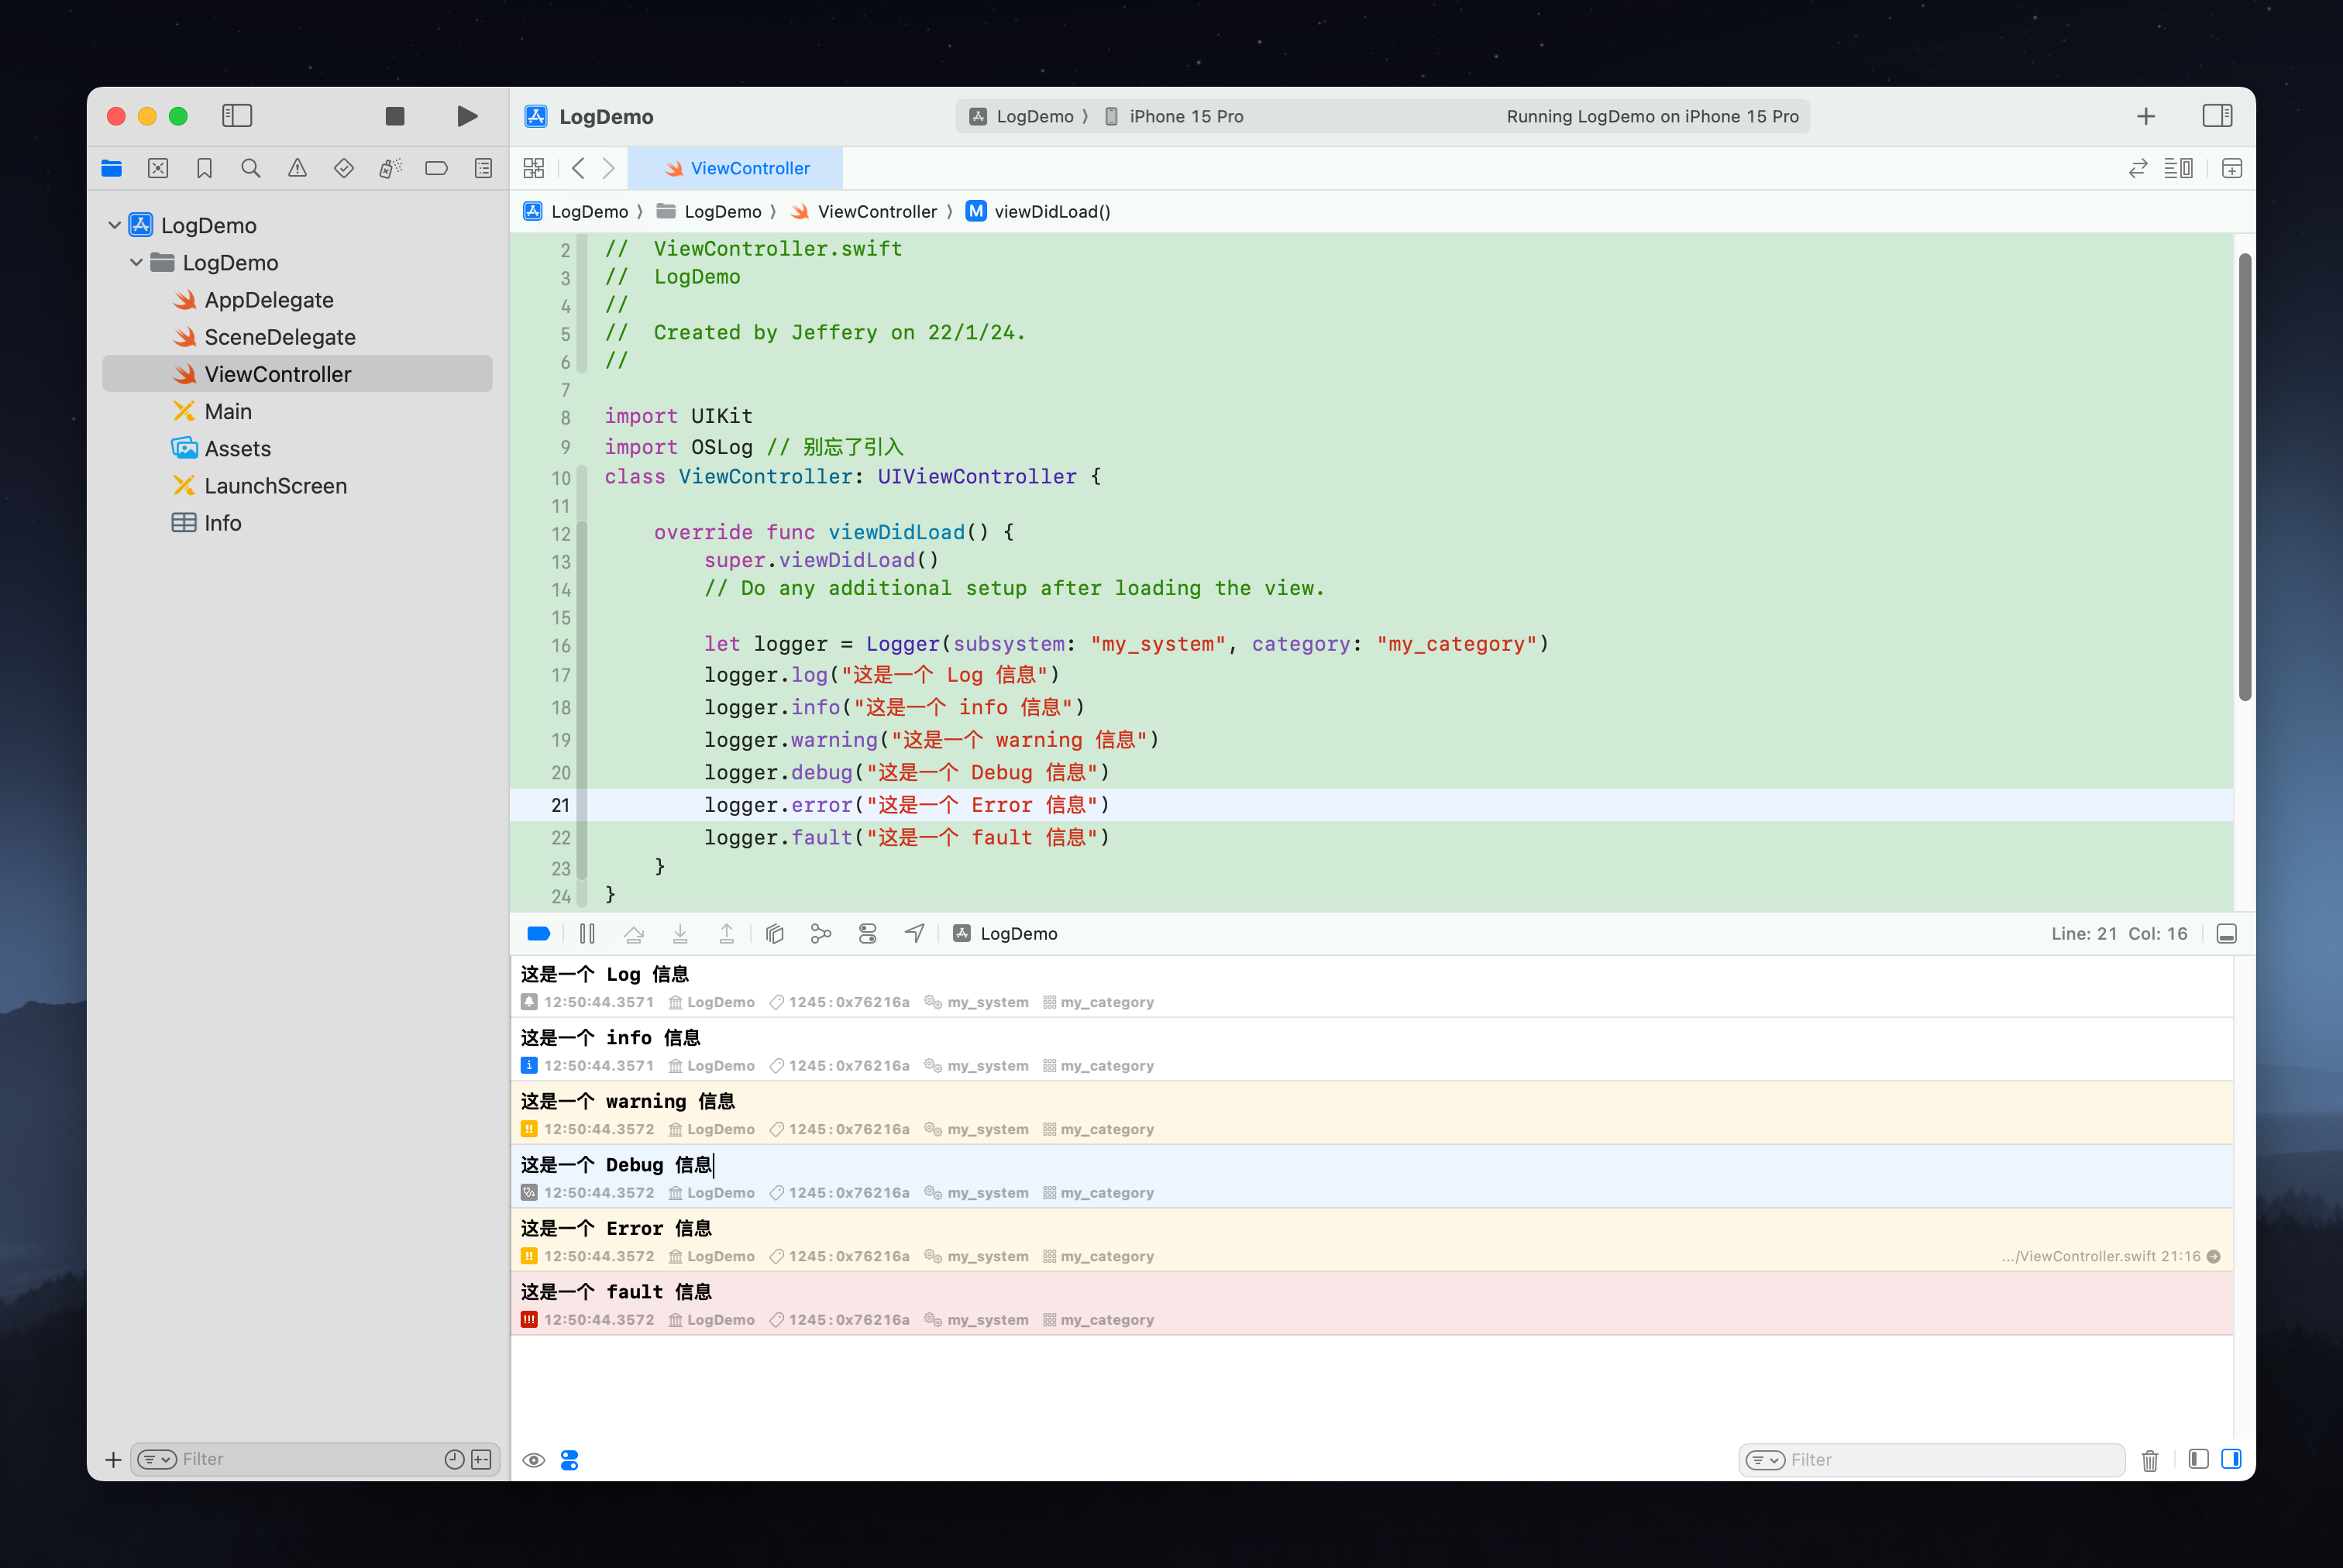 LogDemo
LogDemo 〉 iPhone 15 Pro
Running LogDemo on iPhone 15 Pro
ViewController
LogDemo 〉 LogDemo 〉 ViewController 〉 M viewDidLoad()
LogDemo
LogDemo
AppDelegate
SceneDelegate
ViewController
Main
Assets
LaunchScreen
Info
2 //  ViewController.swift
3 //  LogDemo
4 //
5 //  Created by Jeffery on 22/1/24.
6 //
7
8 import UIKit
9 import OSLog // 别忘了引入
10 class ViewController: UIViewController {
11
12     override func viewDidLoad() {
13         super.viewDidLoad()
14         // Do any additional setup after loading the view.
15
16         let logger = Logger(subsystem: "my_system", category: "my_category")
17         logger.log("这是一个 Log 信息")
18         logger.info("这是一个 info 信息")
19         logger.warning("这是一个 warning 信息")
20         logger.debug("这是一个 Debug 信息")
21         logger.error("这是一个 Error 信息")
22         logger.fault("这是一个 fault 信息")
23     }
24 }
LogDemo
Line: 21 Col: 16
这是一个 Log 信息
12:50:44.3571 LogDemo 1245:0x76216a my_system my_category
这是一个 info 信息
12:50:44.3571 LogDemo 1245:0x76216a my_system my_category
这是一个 warning 信息
12:50:44.3572 LogDemo 1245:0x76216a my_system my_category
这是一个 Debug 信息
12:50:44.3572 LogDemo 1245:0x76216a my_system my_category
这是一个 Error 信息
12:50:44.3572 LogDemo 1245:0x76216a my_system my_category .../ViewController.swift 21:16
这是一个 fault 信息
12:50:44.3572 LogDemo 1245:0x76216a my_system my_category
Filter
Filter